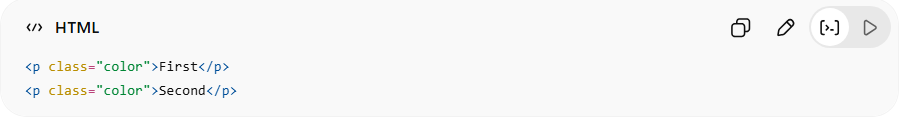 HTML
<p class="color">First</p>
<p class="color">Second</p>